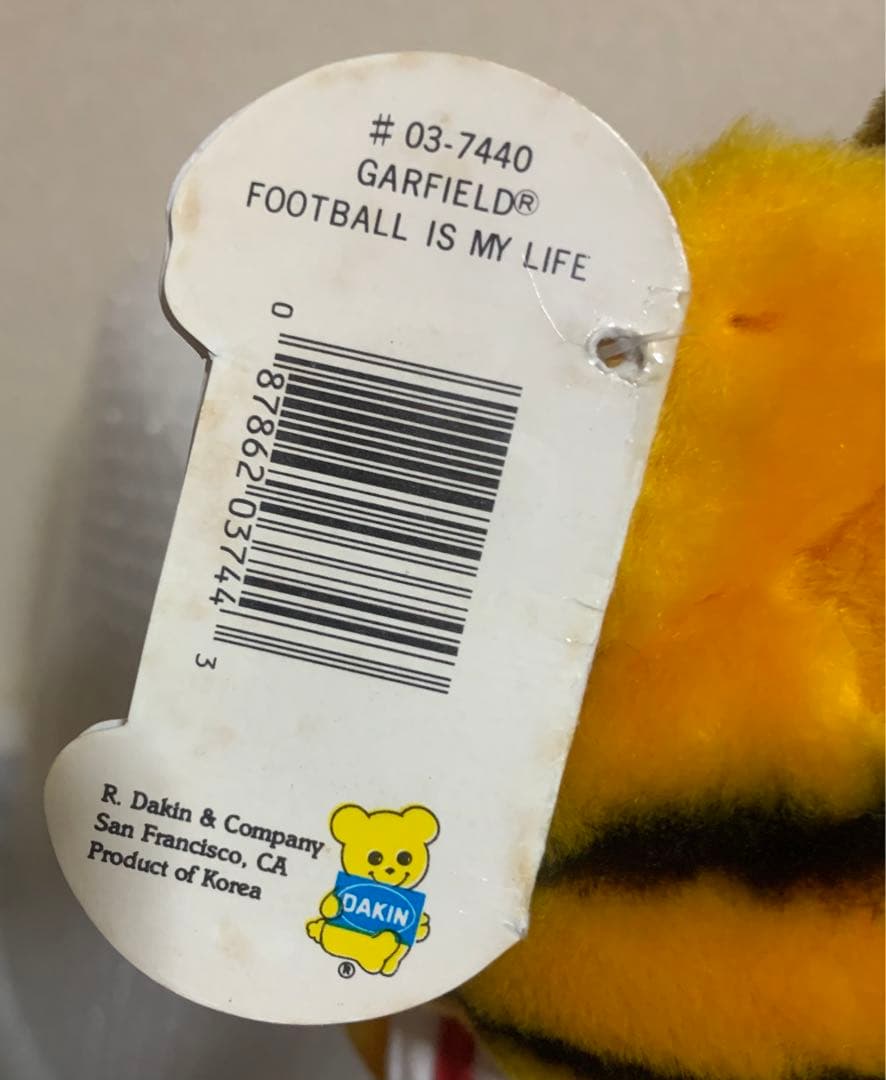 # 03-7440
GARFIELD®
FOOTBALL IS MY LIFE
0 87862 03744 3
R. Dakin & Company
San Francisco, CA
Product of Korea
DAKIN
®